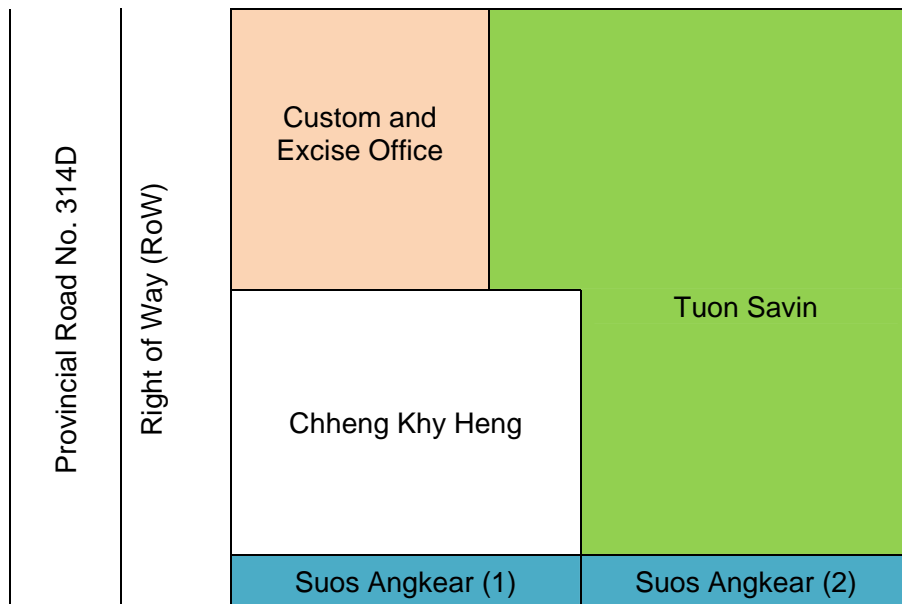 Provincial Road No. 314D
Right of Way (RoW)
Custom and
Excise Office
Tuon Savin
Chheng Khy Heng
Suos Angkear (1)
Suos Angkear (2)